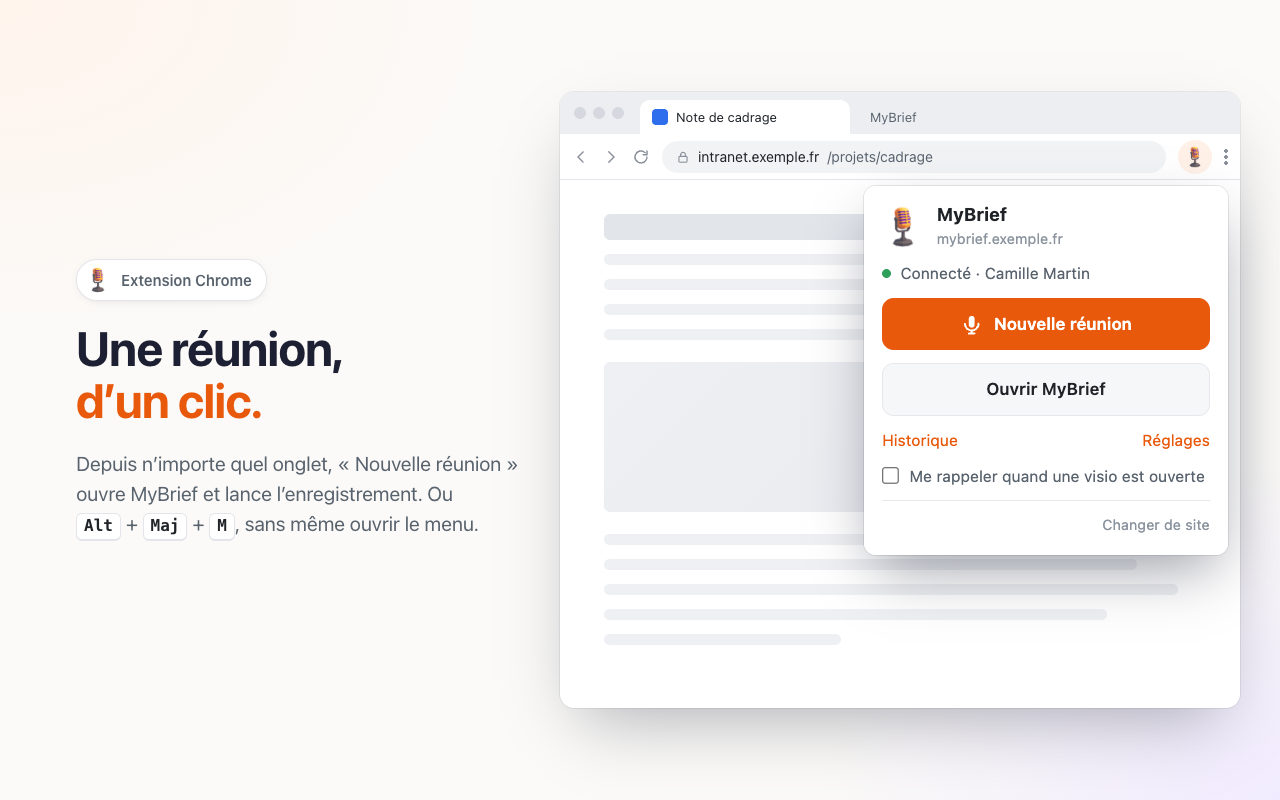 Extension Chrome
Une réunion,
d’un clic.
Depuis n’importe quel onglet, « Nouvelle réunion »
ouvre MyBrief et lance l’enregistrement. Ou
Alt + Maj + M, sans même ouvrir le menu.
Note de cadrage
MyBrief
intranet.exemple.fr /projets/cadrage
MyBrief
mybrief.exemple.fr
Connecté · Camille Martin
Nouvelle réunion
Ouvrir MyBrief
Historique Réglages
Me rappeler quand une visio est ouverte
Changer de site